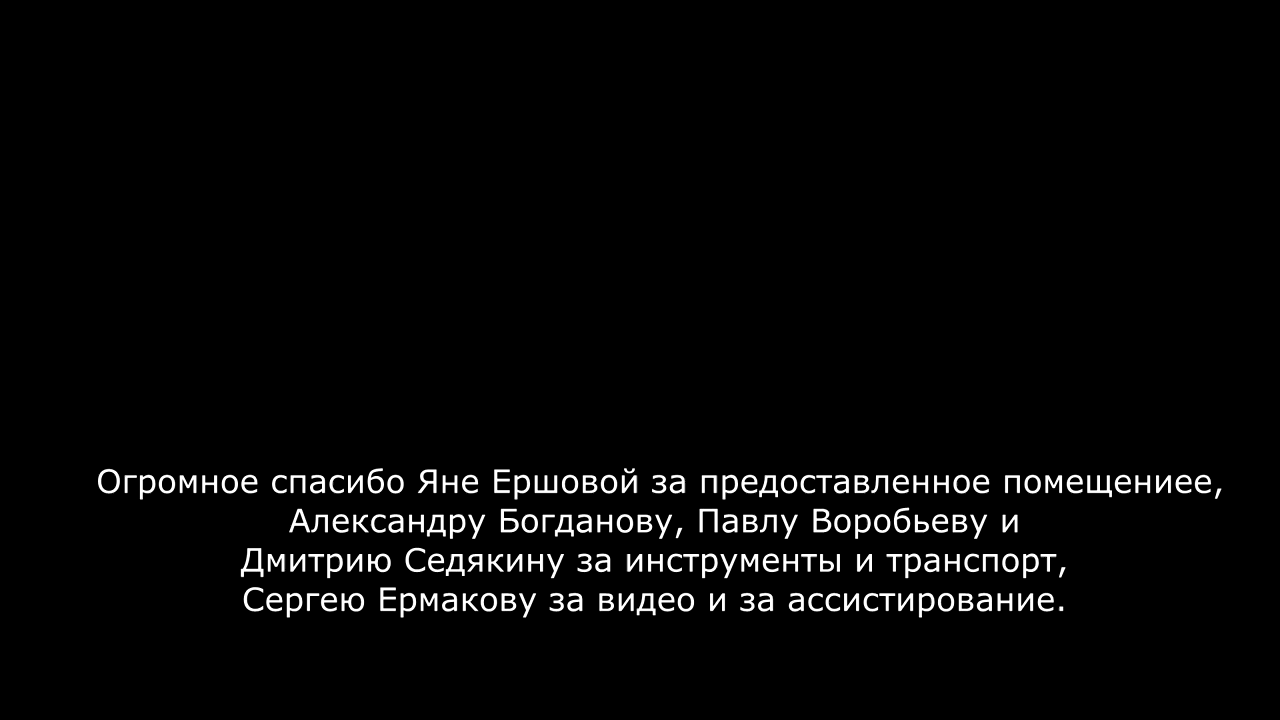 Огромное спасибо Яне Ершовой за предоставленное помещениее,
Александру Богданову, Павлу Воробьеву и
Дмитрию Седякину за инструменты и транспорт,
Сергею Ермакову за видео и за ассистирование.